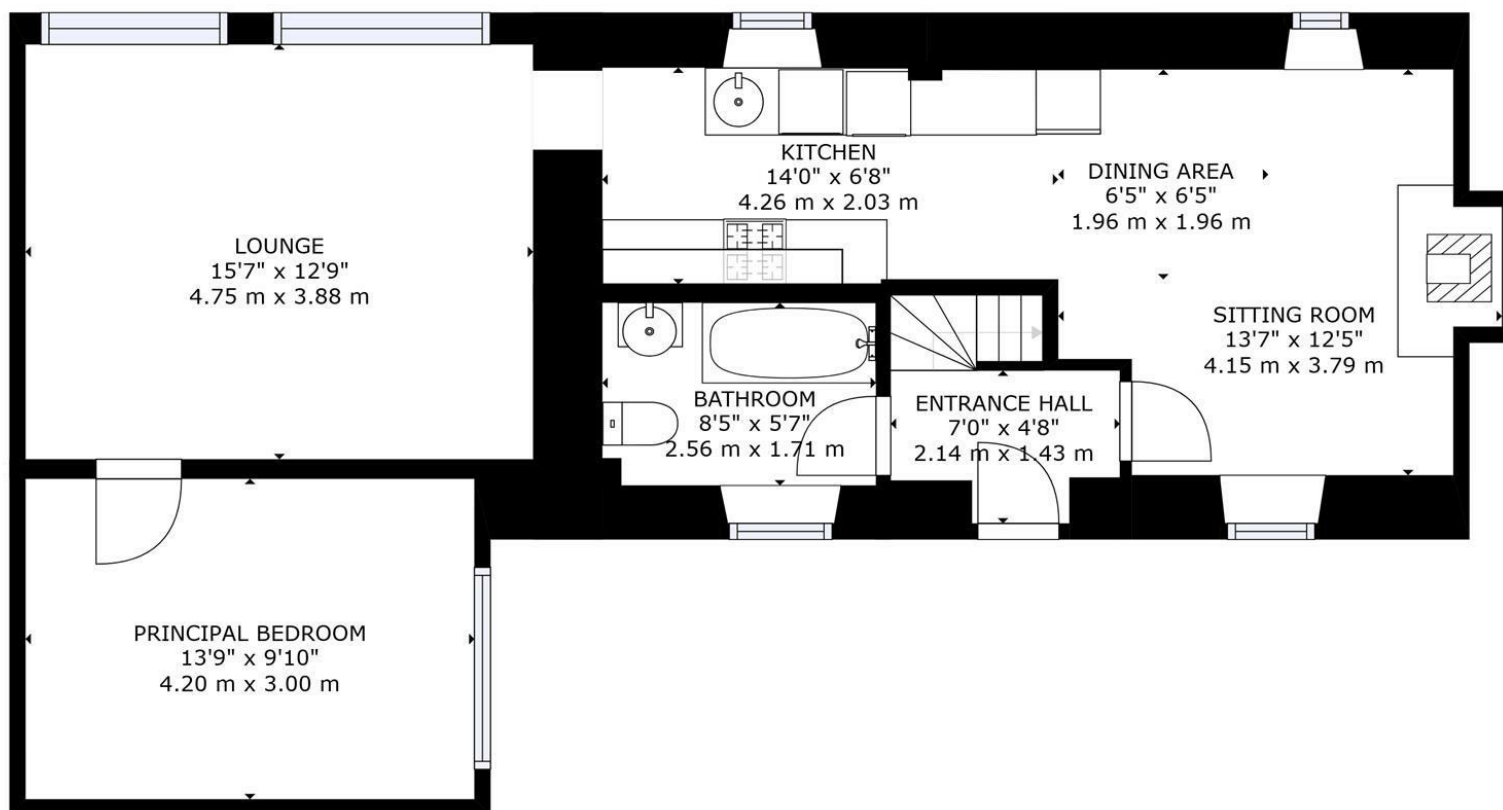 KITCHEN
14'0" x 6'8"
4.26 m x 2.03 m
DINING AREA
6'5" x 6'5"
1.96 m x 1.96 m
LOUNGE
15'7" x 12'9"
4.75 m x 3.88 m
SITTING ROOM
13'7" x 12'5"
4.15 m x 3.79 m
BATHROOM
8'5" x 5'7"
2.56 m x 1.71 m
ENTRANCE HALL
7'0" x 4'8"
2.14 m x 1.43 m
PRINCIPAL BEDROOM
13'9" x 9'10"
4.20 m x 3.00 m